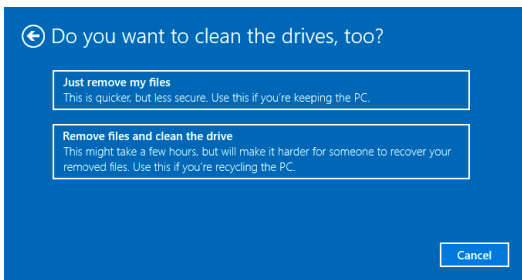 Do you want to clean the drives, too?
Just remove my files
This is quicker, but less secure. Use this if you're keeping the PC.
Remove files and clean the drive
This might take a few hours, but will make it harder for someone to recover your
removed files. Use this if you're recycling the PC.
Cancel